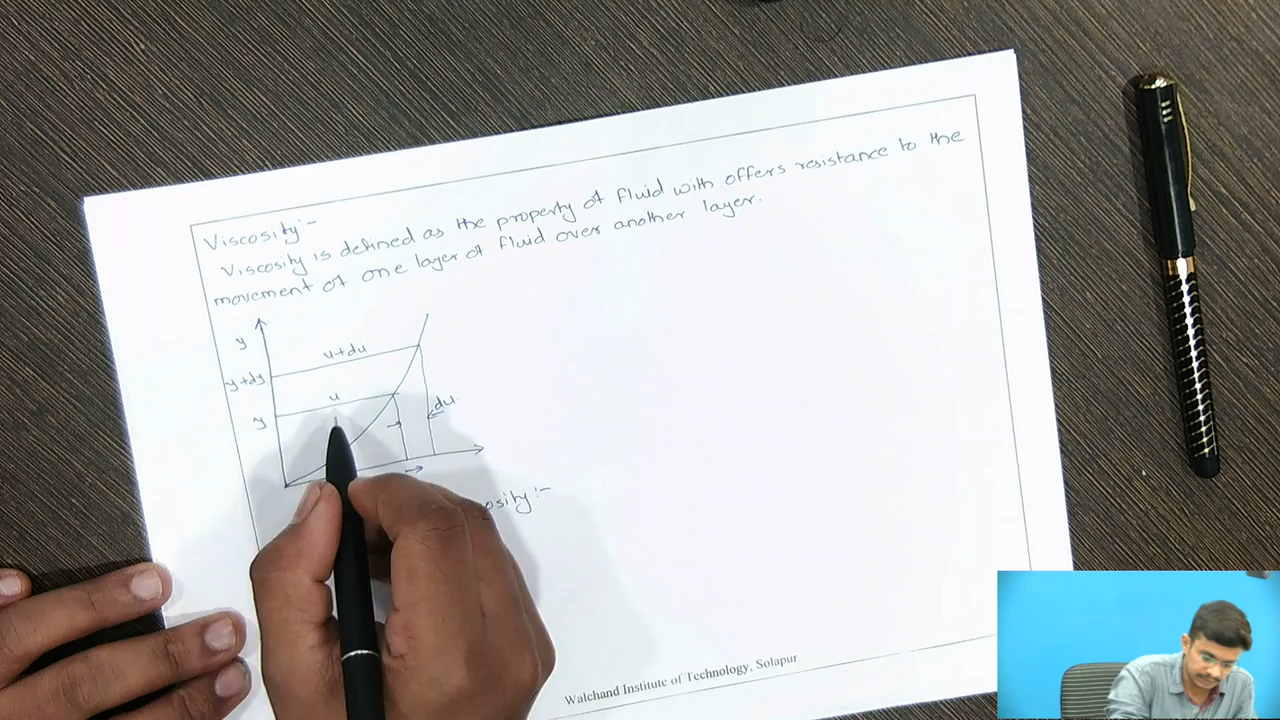 Viscosity:-
Viscosity is defined as the property of fluid with offers resistance to the
movement of one layer of fluid over another layer.
y
u+du
y+dy
u
du
y
Walchand Institute of Technology, Solapur